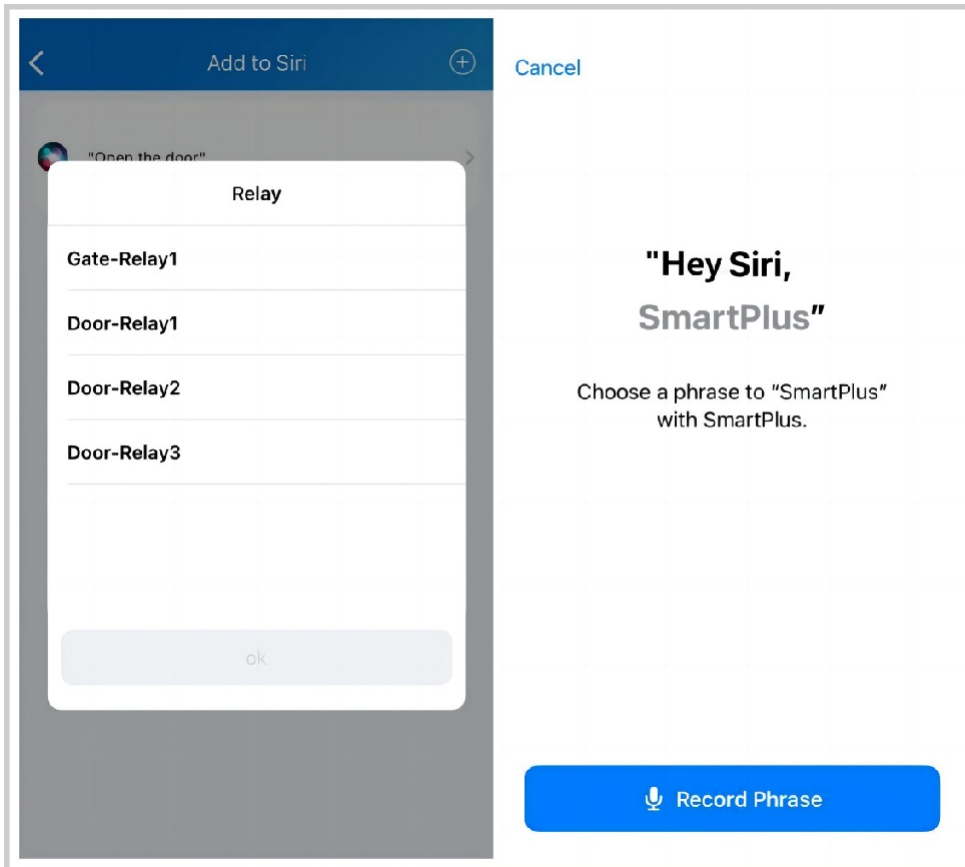 Add to Siri
"Open the door"
Relay
Gate-Relay1
Door-Relay1
Door-Relay2
Door-Relay3
ok
Cancel
"Hey Siri,
SmartPlus"
Choose a phrase to "SmartPlus"
with SmartPlus.
Record Phrase